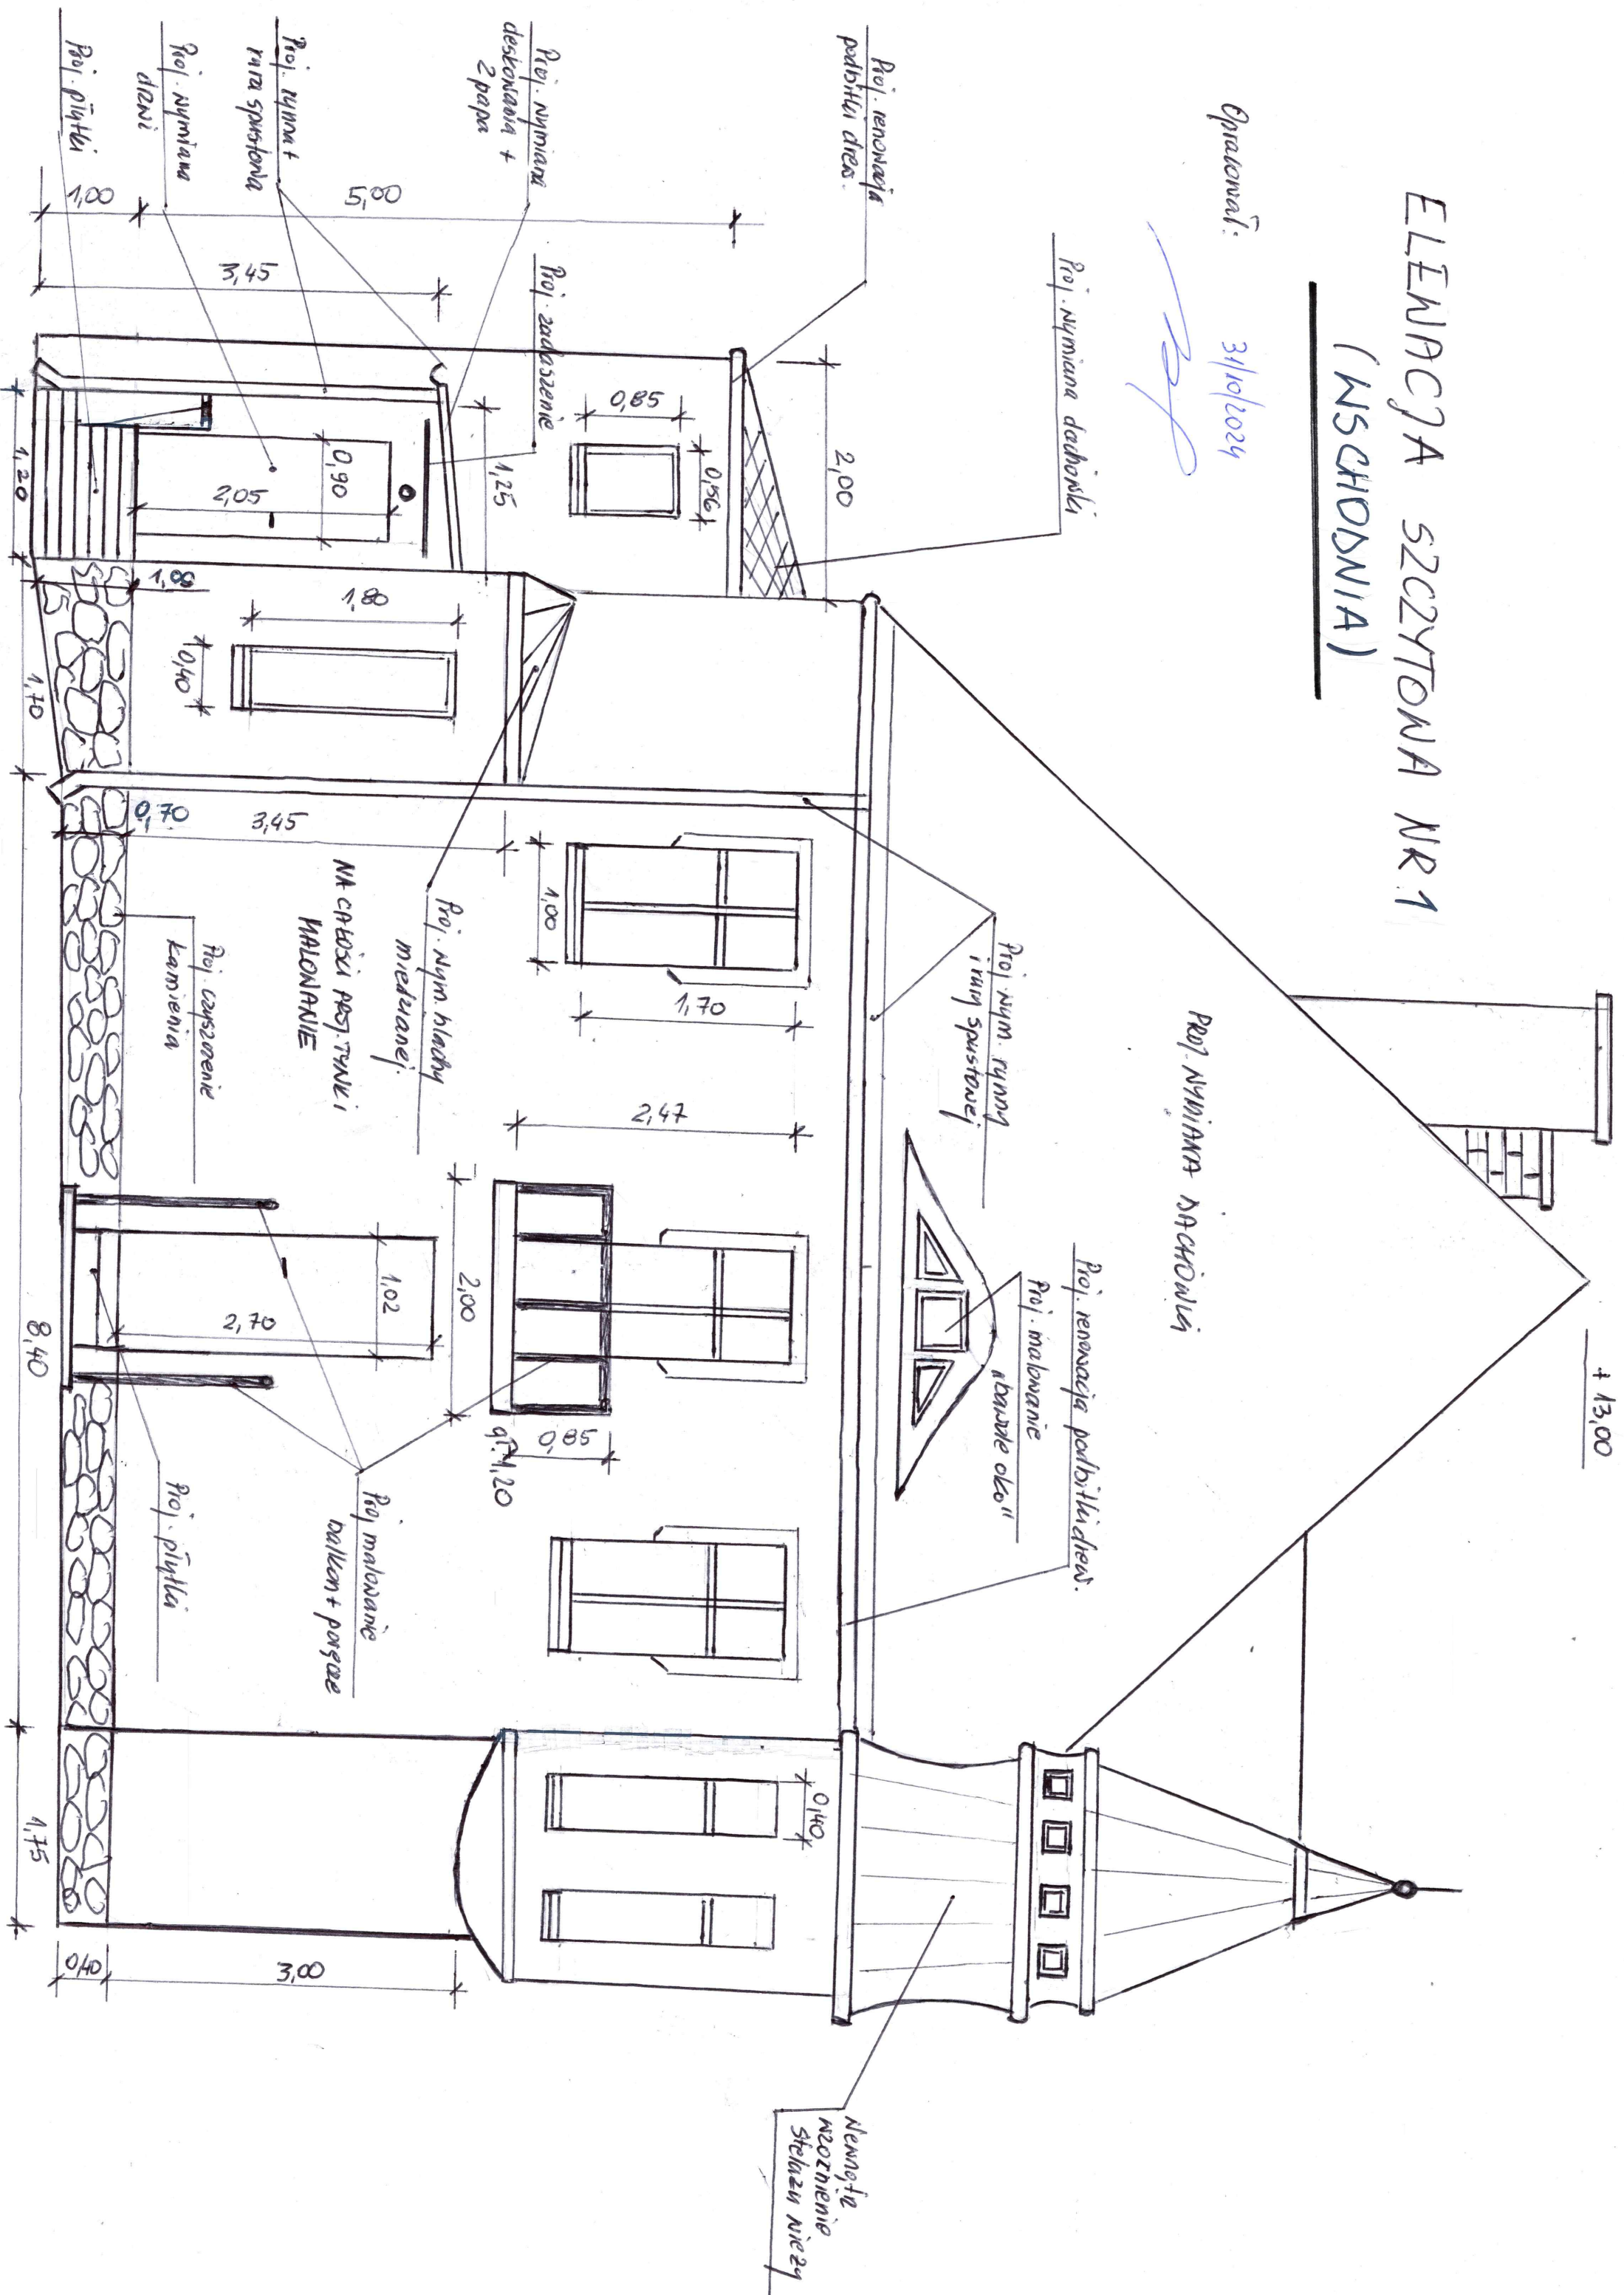 ELEWACJA SZCZYTOWA NR.1
(WSCHODNIA)
Opracował:
31/10/2024
+ 13,00
PROJ. WYMIANA DACHÓWKI
Proj. wymiana dachówki
Proj. renowacja
podbitki drew.
Proj. wymiana
deskowania +
2 papa
Proj. rynna +
rura spustowa
Proj. wymiana
drzwi
Proj. płytki
Proj. zadaszenie
Proj. wym. rynny
i rury spustowej
Proj. renowacja podbitki drew.
Proj. malowanie
„bawole oko"
Wewnątrz
wzmocnienie
stelażu wieży
Proj. wym. blachy
miedzianej.
NA CAŁOŚCI PROJ. TYNK I
MALOWANIE
Proj. czyszczenie
kamienia
Proj. malowanie
balkon + poręcze
Proj. płytki
5,00
1,00
3,45
2,00
0,85
0,56
1,25
0,90
2,05
1,20
1,00
1,80
0,40
1,70
0,70
3,45
1,00
1,70
2,47
2,00
0,85
gł. 1,20
1,02
2,70
8,40
0,40
1,75
0,40
3,00